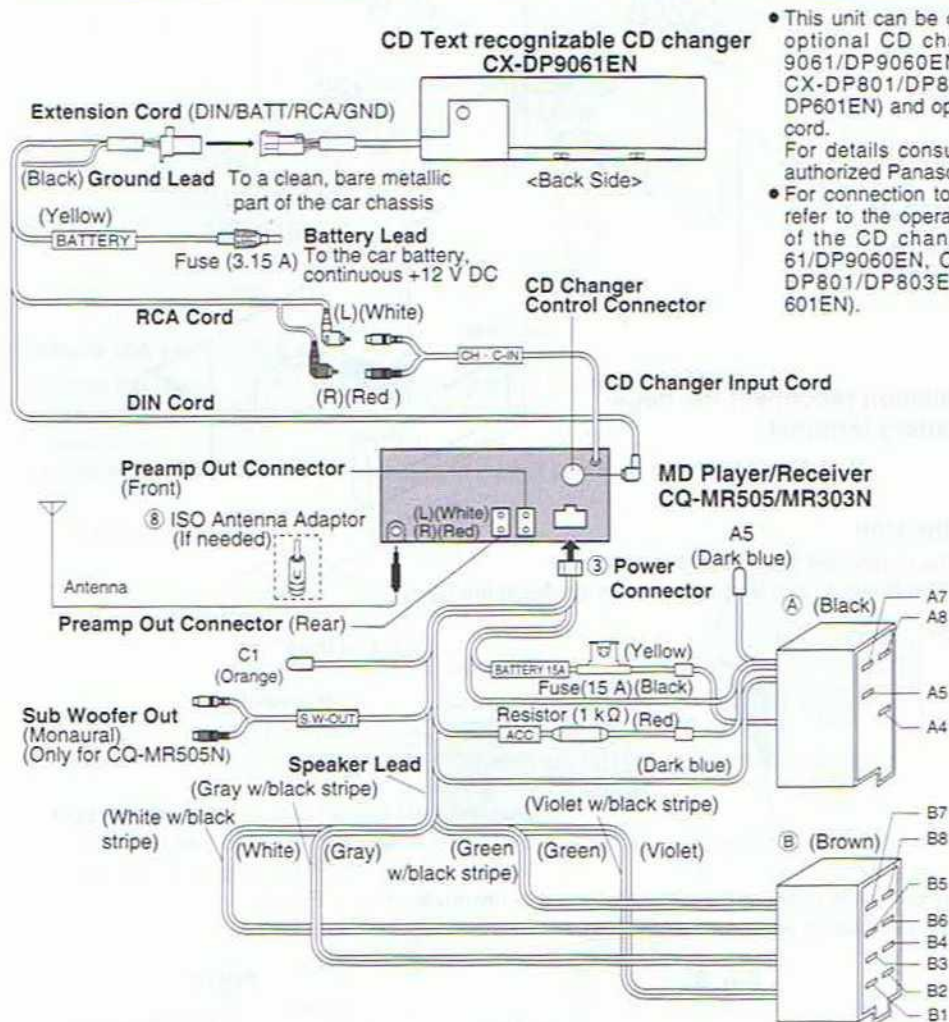 CD Text recognizable CD changer
CX-DP9061EN
Extension Cord (DIN/BATT/RCA/GND)
(Black) Ground Lead
To a clean, bare metallic
part of the car chassis
<Back Side>
(Yellow)
BATTERY
Fuse (3.15 A)
Battery Lead
To the car battery,
continuous +12 V DC
RCA Cord
(L)(White)
(R)(Red )
CH - C-IN
CD Changer
Control Connector
CD Changer Input Cord
DIN Cord
Preamp Out Connector
(Front)
MD Player/Receiver
CQ-MR505/MR303N
(L)(White)
(R)(Red)
⑧ ISO Antenna Adaptor
(If needed)
Antenna
Preamp Out Connector (Rear)
③ Power
Connector
A5
(Dark blue)
Ⓐ (Black)
A7
A8
A5
A4
C1
(Orange)
BATTERY 15A
(Yellow)
Fuse(15 A)(Black)
Resistor (1 kΩ)(Red)
ACC
Sub Woofer Out
(Monaural)
(Only for CQ-MR505N)
S.W-OUT
(Dark blue)
Speaker Lead
(Gray w/black stripe)
(White w/black
stripe)
(White)
(Gray)
(Green
w/black stripe)
(Green)
(Violet w/black stripe)
(Violet)
Ⓑ (Brown)
B7
B8
B5
B6
B4
B3
B2
B1
● This unit can be
optional CD
9061/DP9060EN
CX-DP801/DP8
DP601EN) and
cord.
For details
authorized
● For connection to
refer to the
of the CD
61/DP9060EN,
DP801/DP803E
601EN).